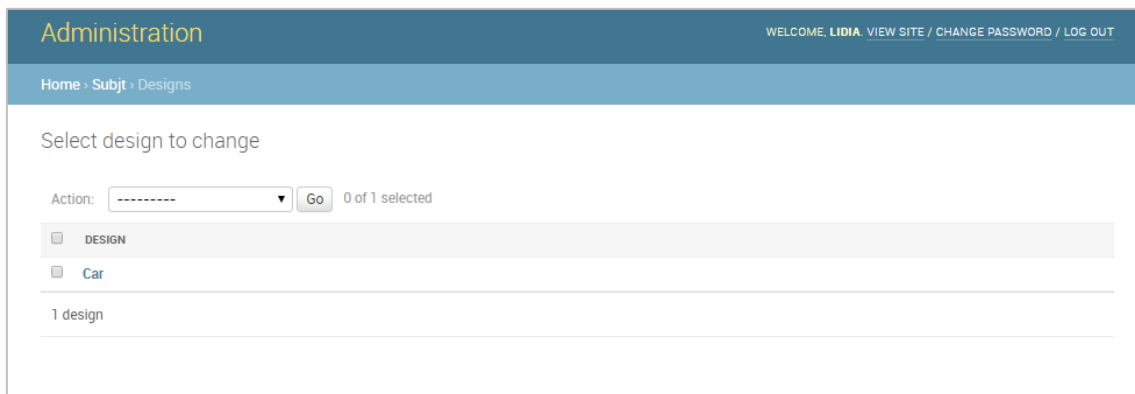 Administration
WELCOME, LIDIA. VIEW SITE / CHANGE PASSWORD / LOG OUT
Home › Subjt › Designs
Select design to change
Action: --------- Go 0 of 1 selected
DESIGN
Car
1 design